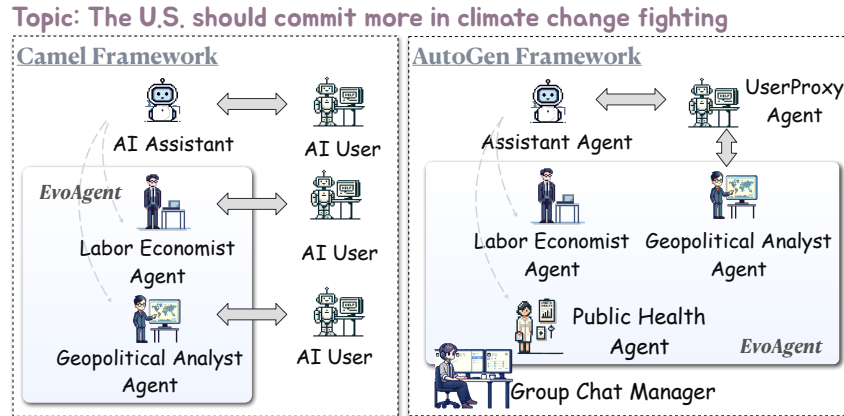 Topic: The U.S. should commit more in climate change fighting
Camel Framework
AI Assistant
AI User
EvoAgent
Labor Economist
Agent
AI User
Geopolitical Analyst
Agent
AI User
AutoGen Framework
Assistant Agent
UserProxy
Agent
Labor Economist
Agent
Geopolitical Analyst
Agent
Public Health
Agent
EvoAgent
Group Chat Manager